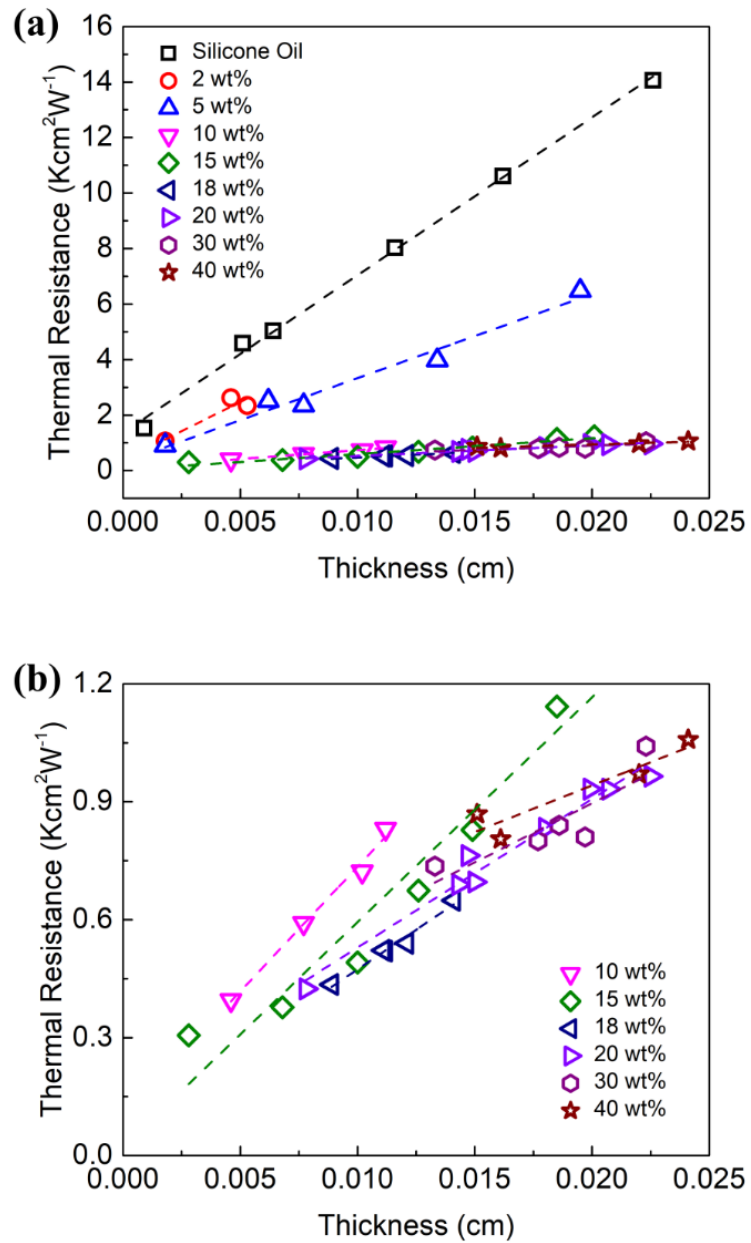 (a)
16
14
12
10
8
6
4
2
0
Thermal Resistance (Kcm²W⁻¹)
Silicone Oil
2 wt%
5 wt%
10 wt%
15 wt%
18 wt%
20 wt%
30 wt%
40 wt%
0.000 0.005 0.010 0.015 0.020 0.025
Thickness (cm)
(b)
1.2
0.9
0.6
0.3
0.0
Thermal Resistance (Kcm²W⁻¹)
10 wt%
15 wt%
18 wt%
20 wt%
30 wt%
40 wt%
0.000 0.005 0.010 0.015 0.020 0.025
Thickness (cm)